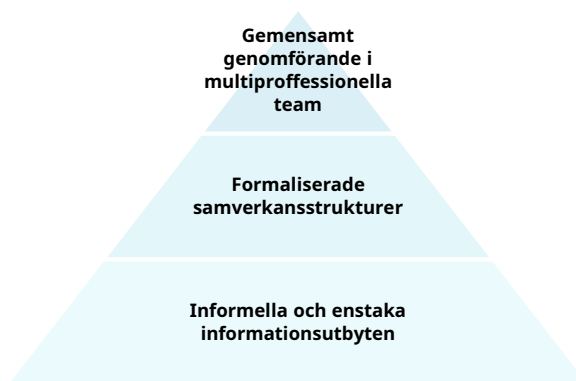 Gemensamt
genomförande i
multiproffessionella
team
Formaliserade
samverkansstrukturer
Informella och enstaka
informationsutbyten